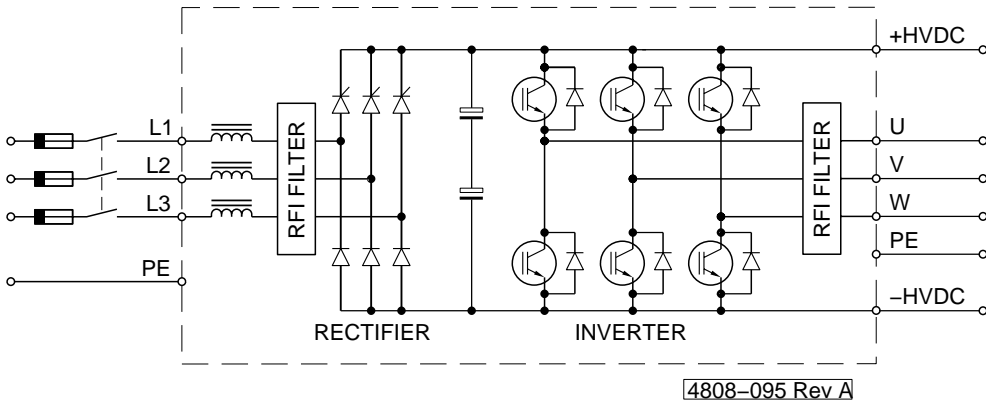 +HVDC
L1
U
L2
V
L3
W
RFI FILTER
RFI FILTER
PE
PE
–HVDC
RECTIFIER
INVERTER
4808–095 Rev A